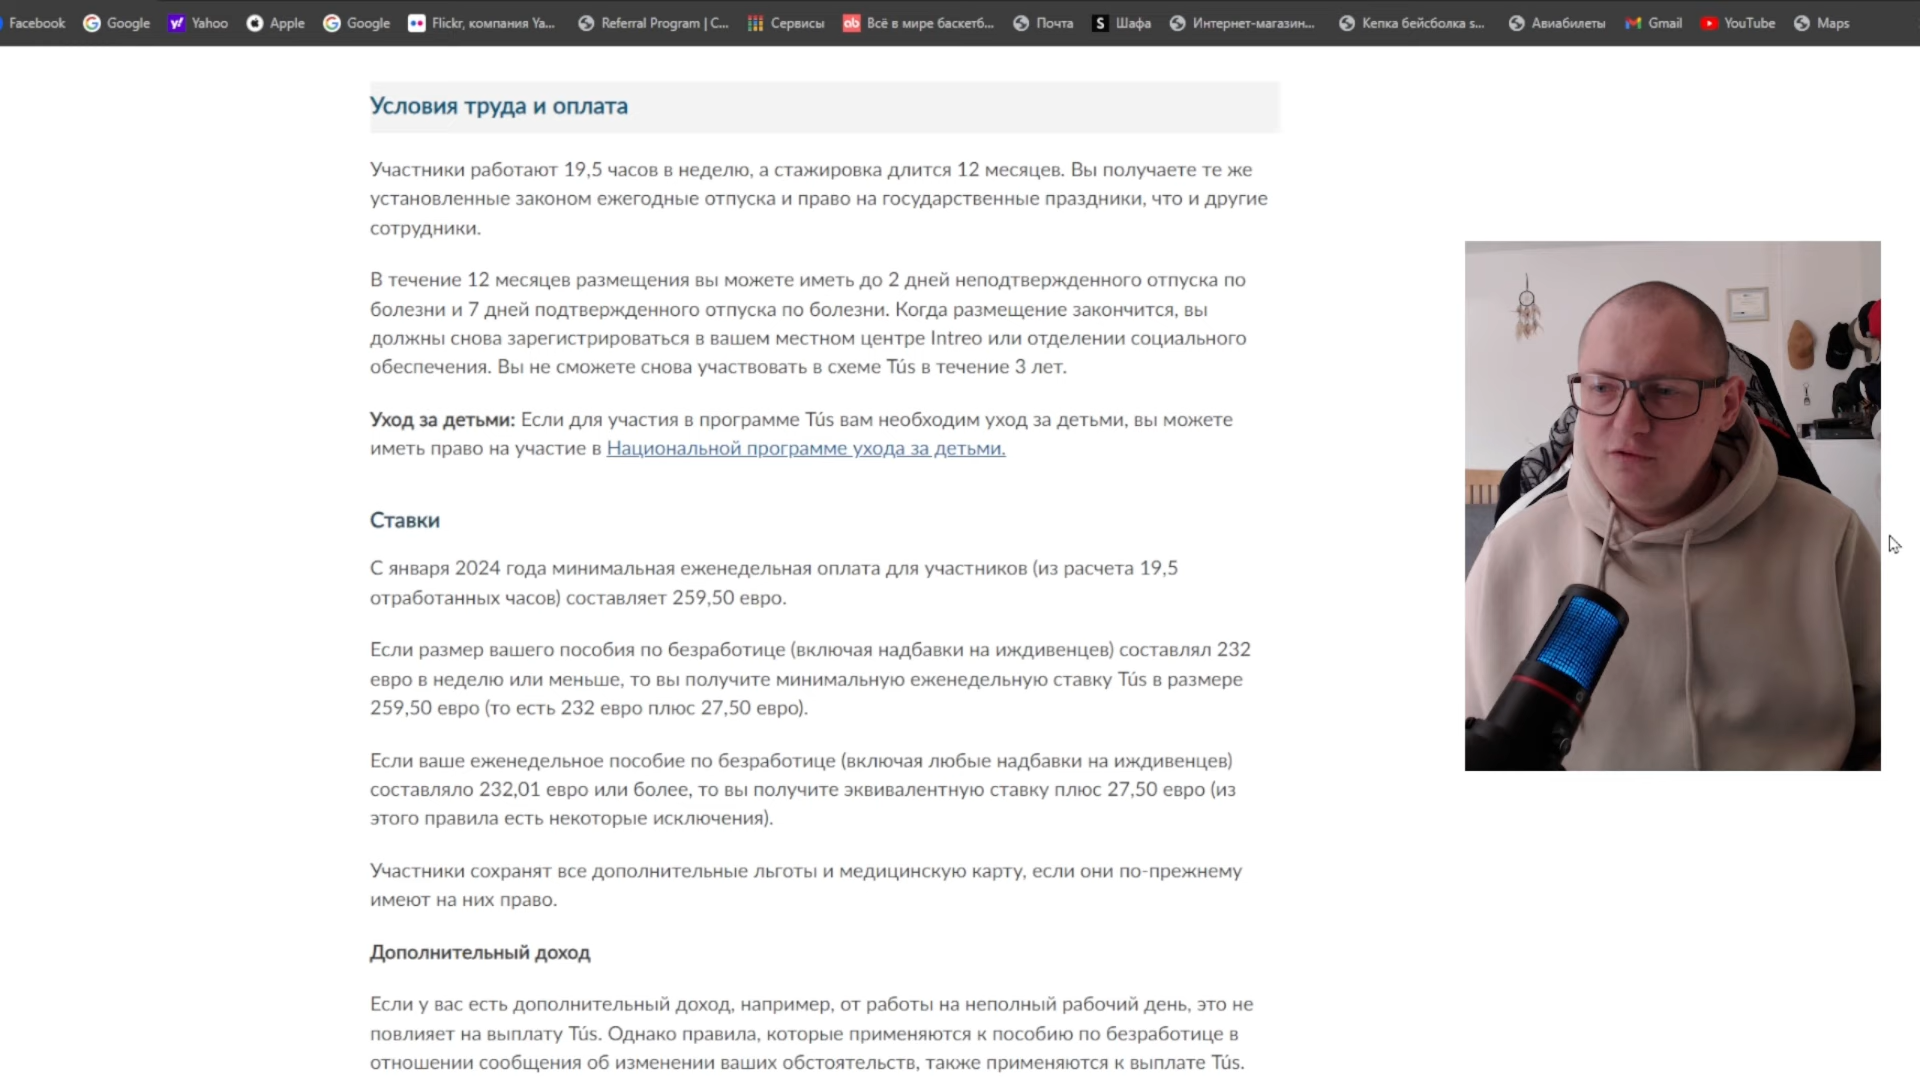 Facebook Google Yahoo Apple Google Flickr, компания Ya... Referral Program | C... Сервисы Всё в мире баскетб... Почта S Шафа Интернет-магазин... Кепка бейсболка s... Авиабилеты Gmail YouTube Maps
Условия труда и оплата
Участники работают 19,5 часов в неделю, а стажировка длится 12 месяцев. Вы получаете те же
установленные законом ежегодные отпуска и право на государственные праздники, что и другие
сотрудники.
В течение 12 месяцев размещения вы можете иметь до 2 дней неподтвержденного отпуска по
болезни и 7 дней подтвержденного отпуска по болезни. Когда размещение закончится, вы
должны снова зарегистрироваться в вашем местном центре Intreo или отделении социального
обеспечения. Вы не сможете снова участвовать в схеме Tús в течение 3 лет.
Уход за детьми: Если для участия в программе Tús вам необходим уход за детьми, вы можете
иметь право на участие в Национальной программе ухода за детьми.
Ставки
С января 2024 года минимальная еженедельная оплата для участников (из расчета 19,5
отработанных часов) составляет 259,50 евро.
Если размер вашего пособия по безработице (включая надбавки на иждивенцев) составлял 232
евро в неделю или меньше, то вы получите минимальную еженедельную ставку Tús в размере
259,50 евро (то есть 232 евро плюс 27,50 евро).
Если ваше еженедельное пособие по безработице (включая любые надбавки на иждивенцев)
составляло 232,01 евро или более, то вы получите эквивалентную ставку плюс 27,50 евро (из
этого правила есть некоторые исключения).
Участники сохранят все дополнительные льготы и медицинскую карту, если они по-прежнему
имеют на них право.
Дополнительный доход
Если у вас есть дополнительный доход, например, от работы на неполный рабочий день, это не
повлияет на выплату Tús. Однако правила, которые применяются к пособию по безработице в
отношении сообщения об изменении ваших обстоятельств, также применяются к выплате Tús.